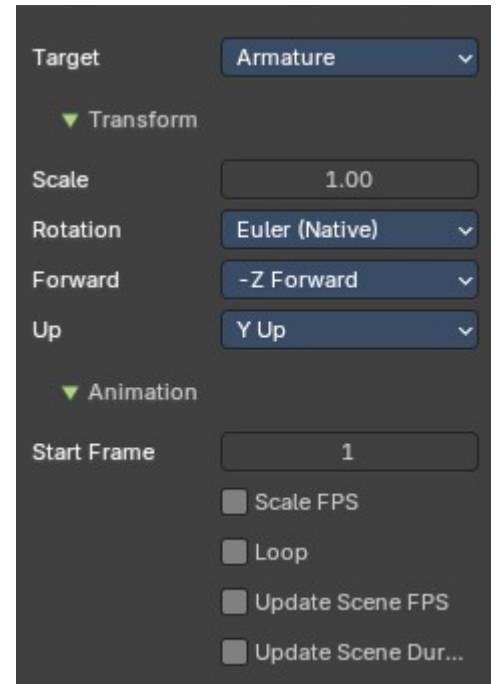 Target Armature
Transform
Scale 1.00
Rotation Euler (Native)
Forward -Z Forward
Up Y Up
Animation
Start Frame 1
Scale FPS
Loop
Update Scene FPS
Update Scene Dur...